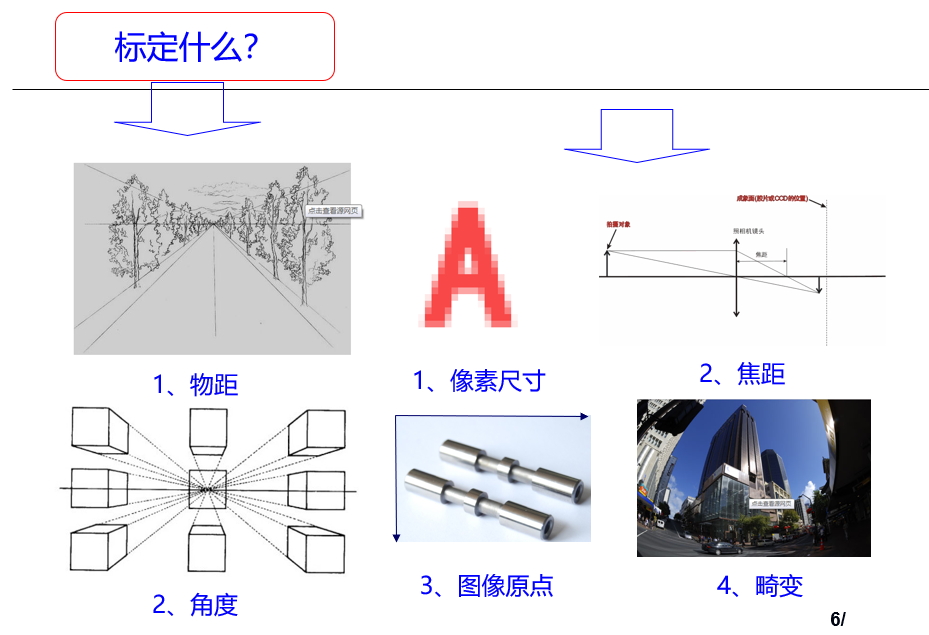 标定什么?
点击查看源网页
成象面(胶片或CCD的位置)
拍摄对象
照相机镜头
焦距
1、物距
1、像素尺寸
2、焦距
A
点击查看源网页
2、角度
3、图像原点
4、畸变
6/